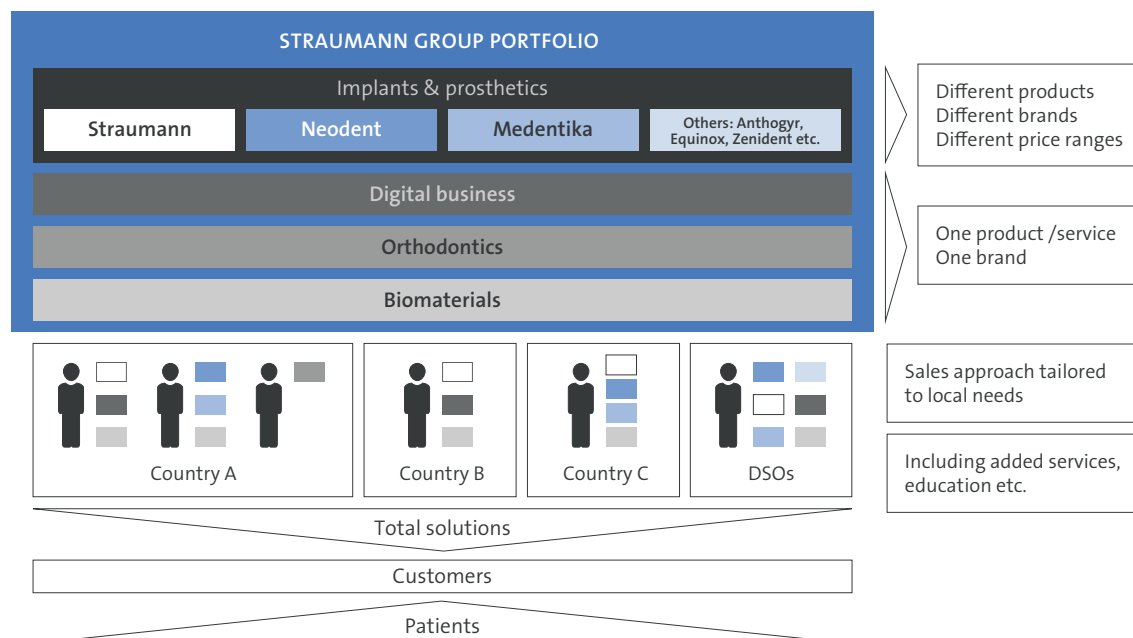 STRAUMANN GROUP PORTFOLIO
Implants & prosthetics
Straumann
Neodent
Medentika
Others: Anthogyr,
Equinox, Zenident etc.
Different products
Different brands
Different price ranges
Digital business
Orthodontics
Biomaterials
One product /service
One brand
Country A
Country B
Country C
DSOs
Sales approach tailored
to local needs
Including added services,
education etc.
Total solutions
Customers
Patients